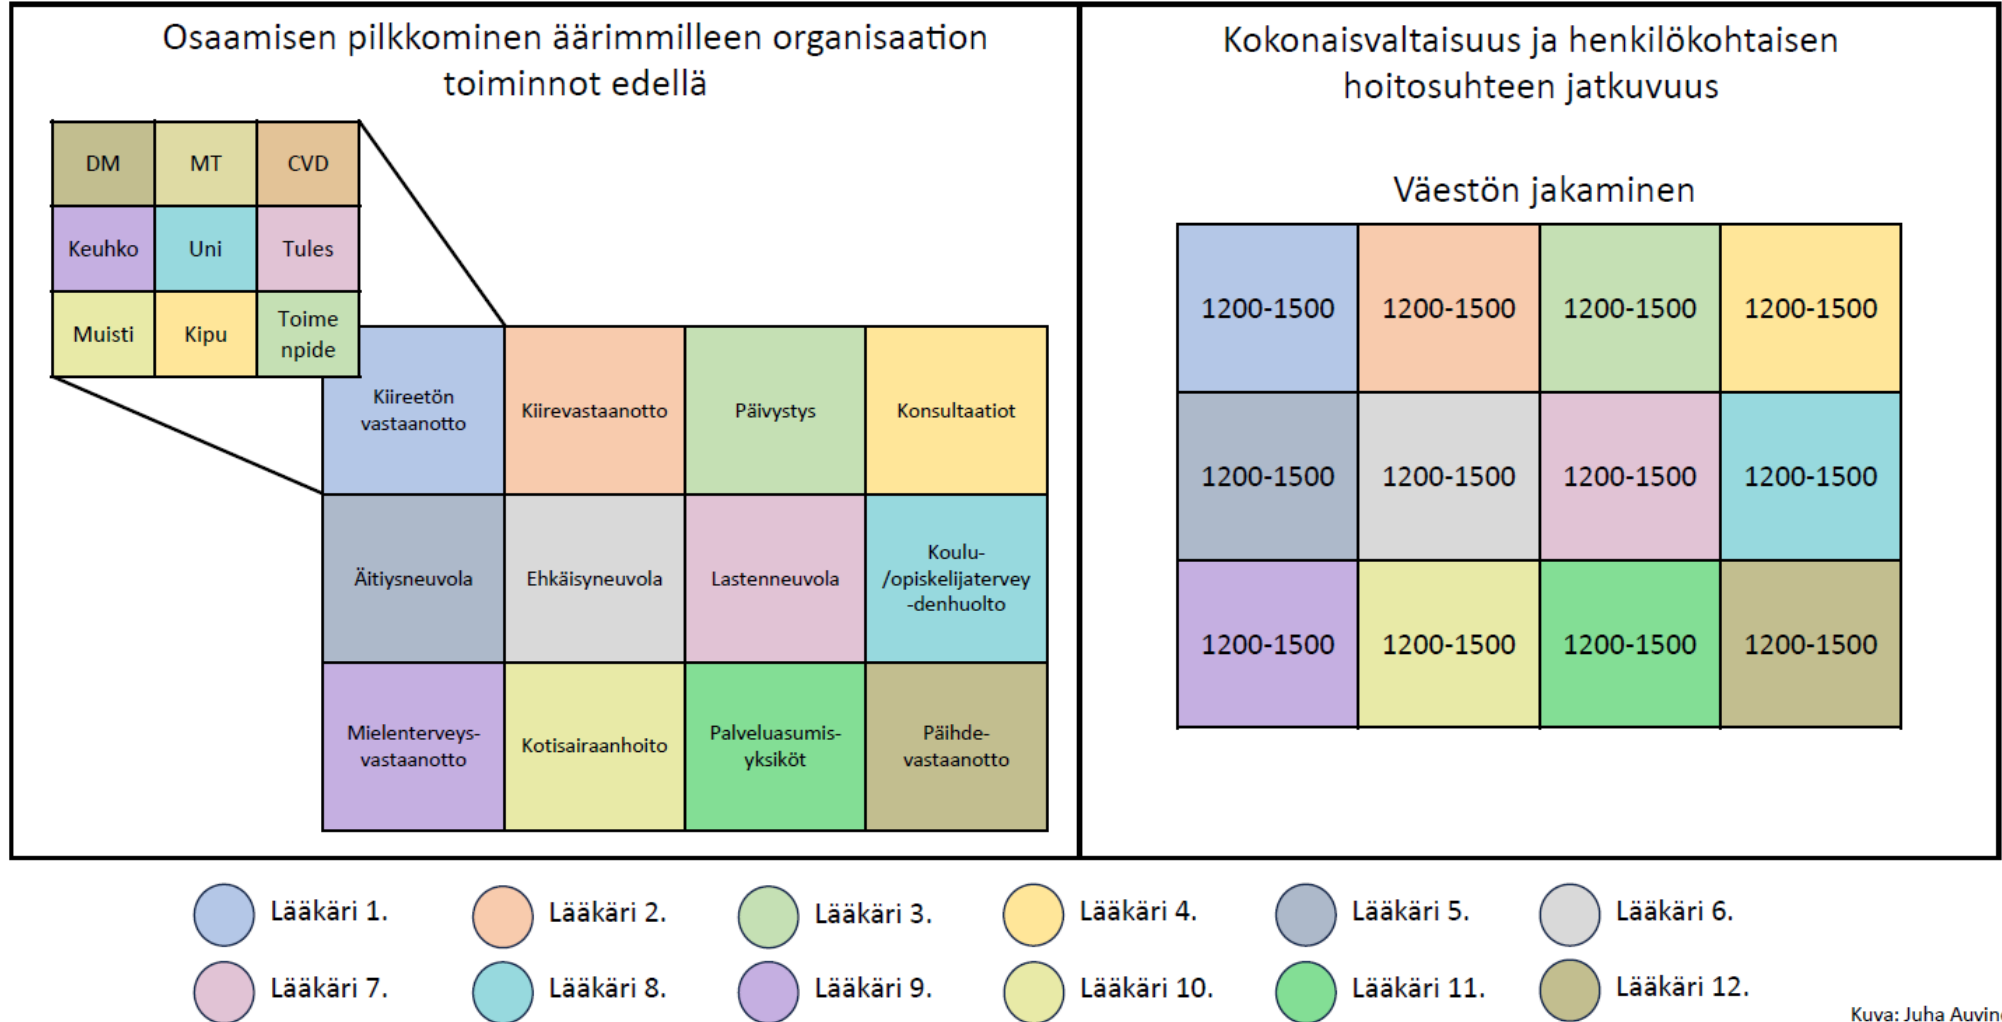 Osaamisen pilkkominen äärimmilleen organisaation
toiminnot edellä
DM
MT
CVD
Keuhko
Uni
Tules
Muisti
Kipu
Toime
npide
Kiireetön
vastaanotto
Kiirevastaanotto
Päivystys
Konsultaatiot
Äitiysneuvola
Ehkäisyneuvola
Lastenneuvola
Koulu-
/opiskelijatervey
-denhuolto
Mielenterveys-
vastaanotto
Kotisairaanhoito
Palveluasumis-
yksiköt
Päihde-
vastaanotto
Kokonaisvaltaisuus ja henkilökohtaisen
hoitosuhteen jatkuvuus
Väestön jakaminen
1200-1500
1200-1500
1200-1500
1200-1500
1200-1500
1200-1500
1200-1500
1200-1500
1200-1500
1200-1500
1200-1500
1200-1500
Lääkäri 1.
Lääkäri 2.
Lääkäri 3.
Lääkäri 4.
Lääkäri 5.
Lääkäri 6.
Lääkäri 7.
Lääkäri 8.
Lääkäri 9.
Lääkäri 10.
Lääkäri 11.
Lääkäri 12.
Kuva: Juha